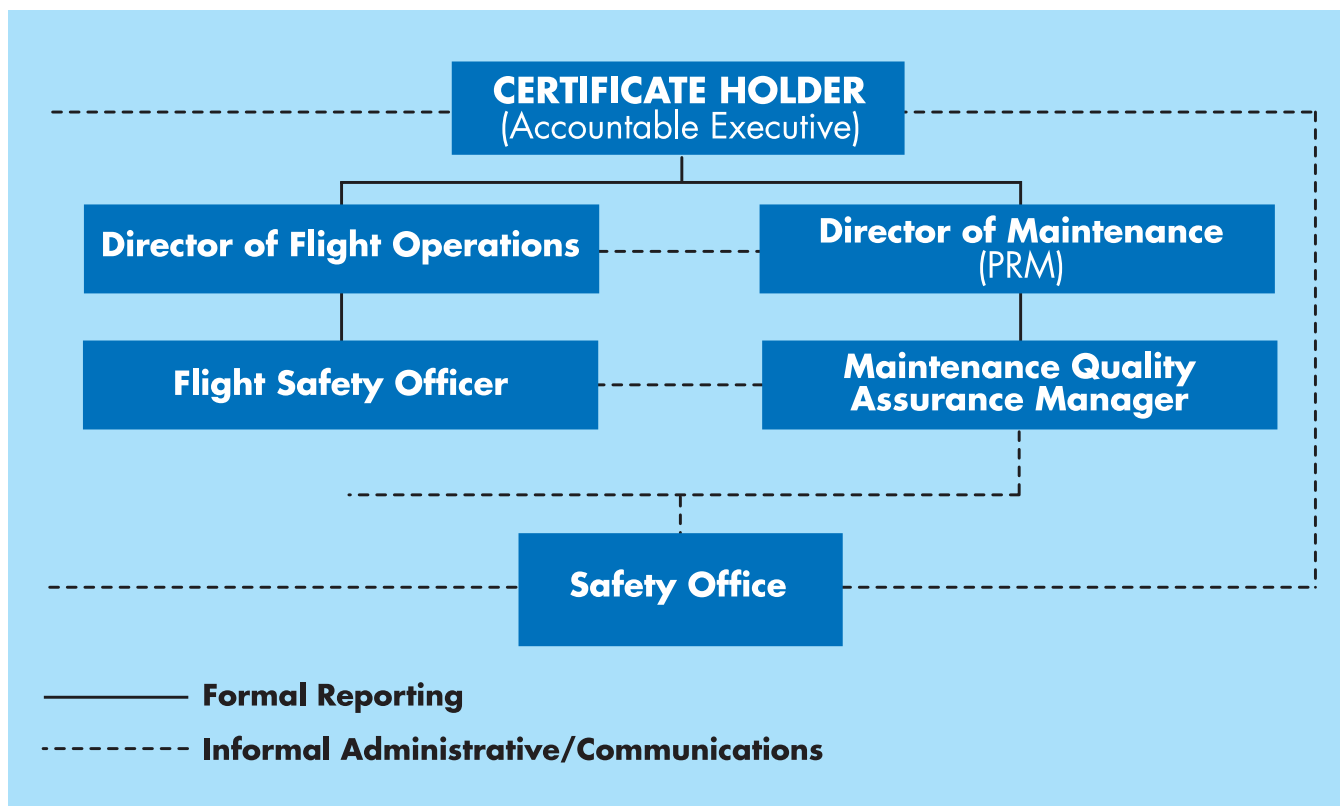 CERTIFICATE HOLDER
(Accountable Executive)
Director of Flight Operations
Director of Maintenance
(PRM)
Flight Safety Officer
Maintenance Quality
Assurance Manager
Safety Office
Formal Reporting
Informal Administrative/Communications